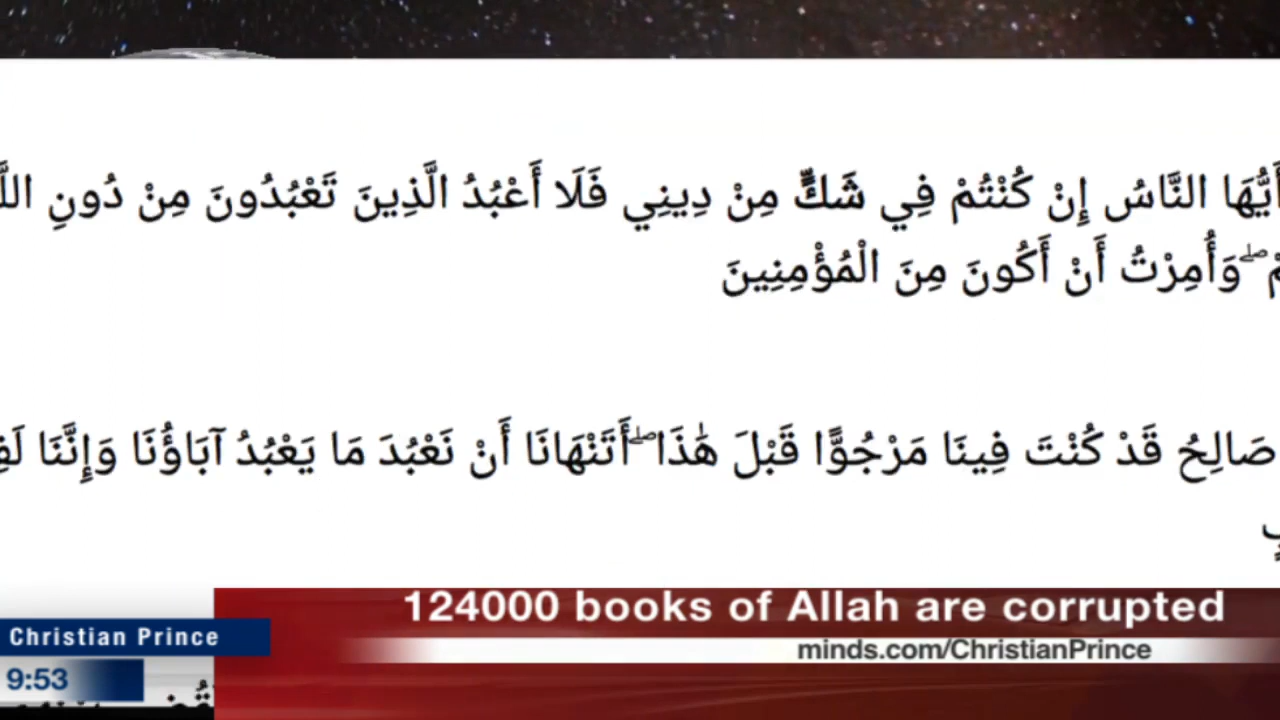 أَيُّهَا النَّاسُ إِنْ كُنْتُمْ فِي شَكٍّ مِنْ دِينِي فَلَا أَعْبُدُ الَّذِينَ تَعْبُدُونَ مِنْ دُونِ
ۖ وَأُمِرْتُ أَنْ أَكُونَ مِنَ الْمُؤْمِنِينَ
صَالِحُ قَدْ كُنْتَ فِينَا مَرْجُوًّا قَبْلَ هَٰذَا ۖ أَتَنْهَانَا أَنْ نَعْبُدَ مَا يَعْبُدُ آبَاؤُنَا وَإِنَّنَا
124000 books of Allah are corrupted
Christian Prince
minds.com/ChristianPrince
9:53